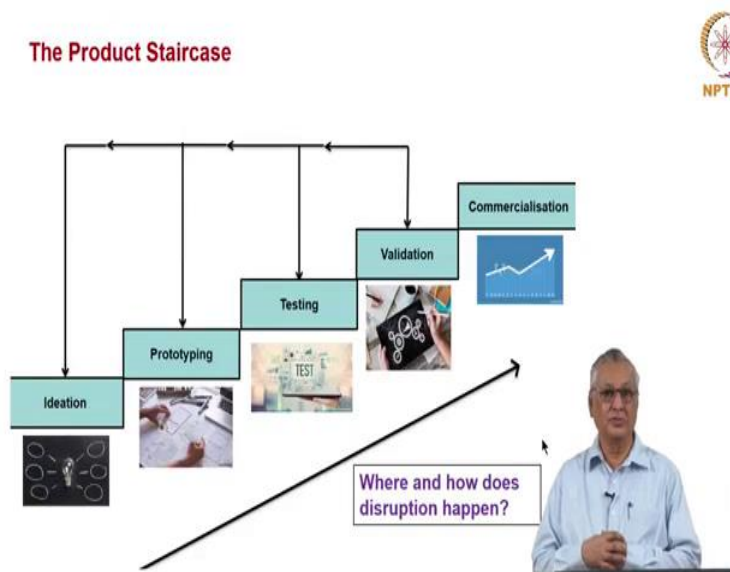 The Product Staircase
NPT
Commercialisation
Validation
Testing
Prototyping
TEST
Ideation
Where and how does
disruption happen?